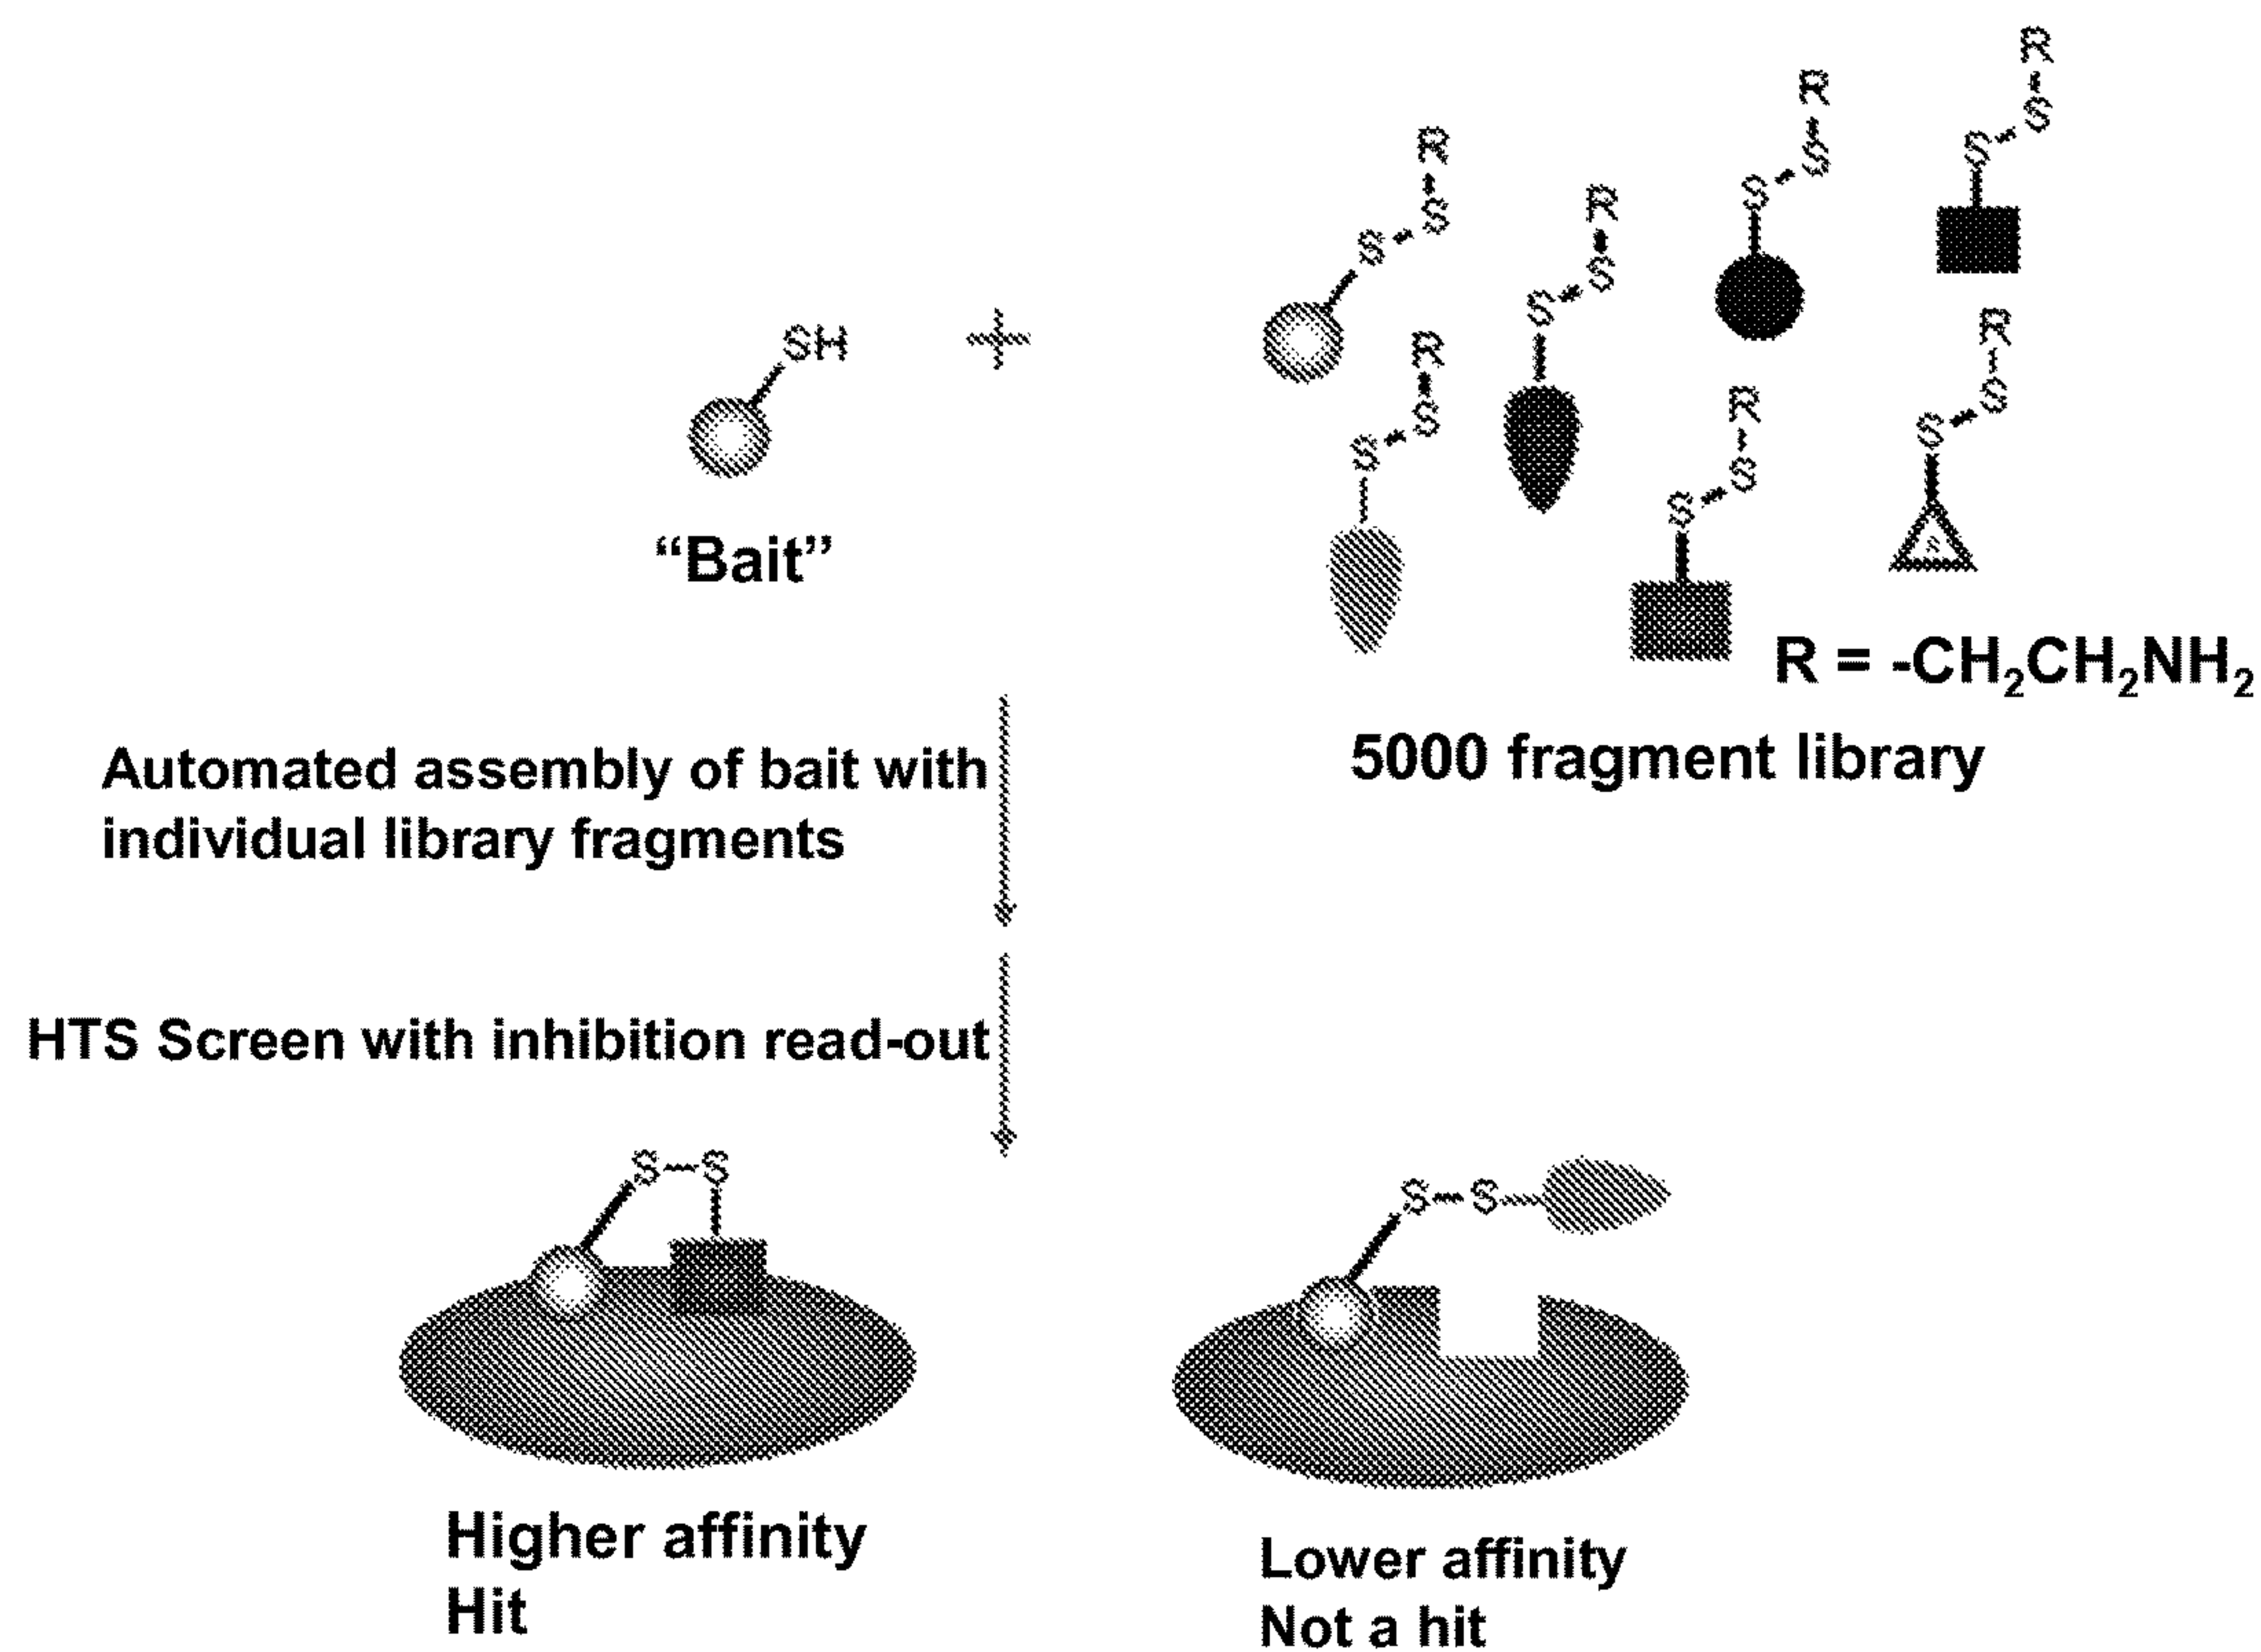 R
S
S
R
S
S
R
S
S
R
S
S
SH
+
R
S
S
R
S
S
R
S
S
“Bait”
R = -CH₂CH₂NH₂
5000 fragment library
Automated assembly of bait with
individual library fragments
HTS Screen with inhibition read-out
S–S
S–S
Higher affinity
Hit
Lower affinity
Not a hit